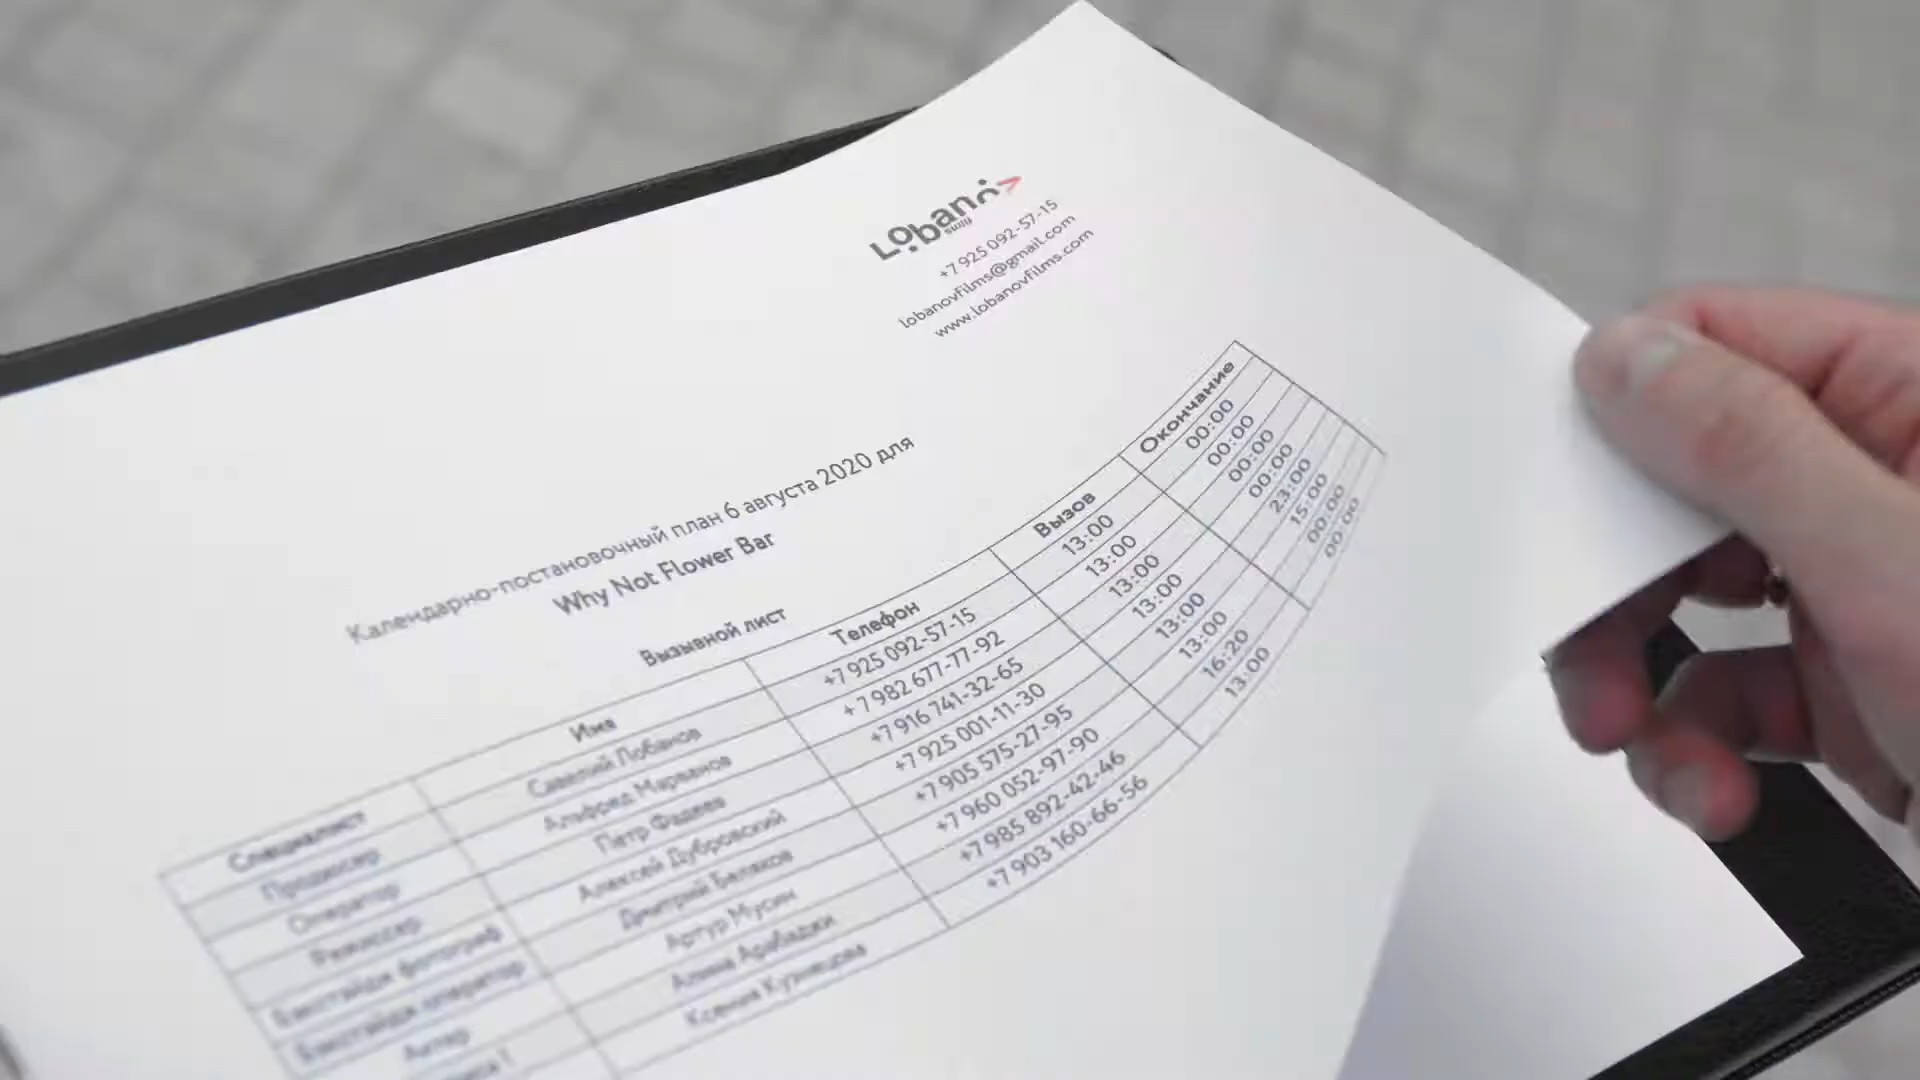 Lobanov
films
+7 925 092-57-15
lobanovfilms@gmail.com
www.lobanovfilms.com
Календарно-постановочный план 6 августа 2020 для
Why Not Flower Bar
Вызывной лист
Специалист Имя Телефон Вызов Окончание
Продюсер Савелий Лобанов +7 925 092-57-15 13:00 00:00
Оператор Альфред Марванов +7 982 677-77-92 13:00 00:00
Режиссер Петр Фадеев +7 916 741-32-65 13:00 00:00
Бэкстэйдж фотограф Алексей Дубровский +7 925 001-11-30 13:00 00:00
Бэкстэйдж оператор Дмитрий Беляков +7 905 575-27-95 13:00 23:00
Актер Артур Мусин +7 960 052-97-90 13:00 15:00
1 Алина Арабаджи +7 985 892-42-46 16:20 00:00
Ксения Кузнецова +7 903 160-66-56 13:00 00:00